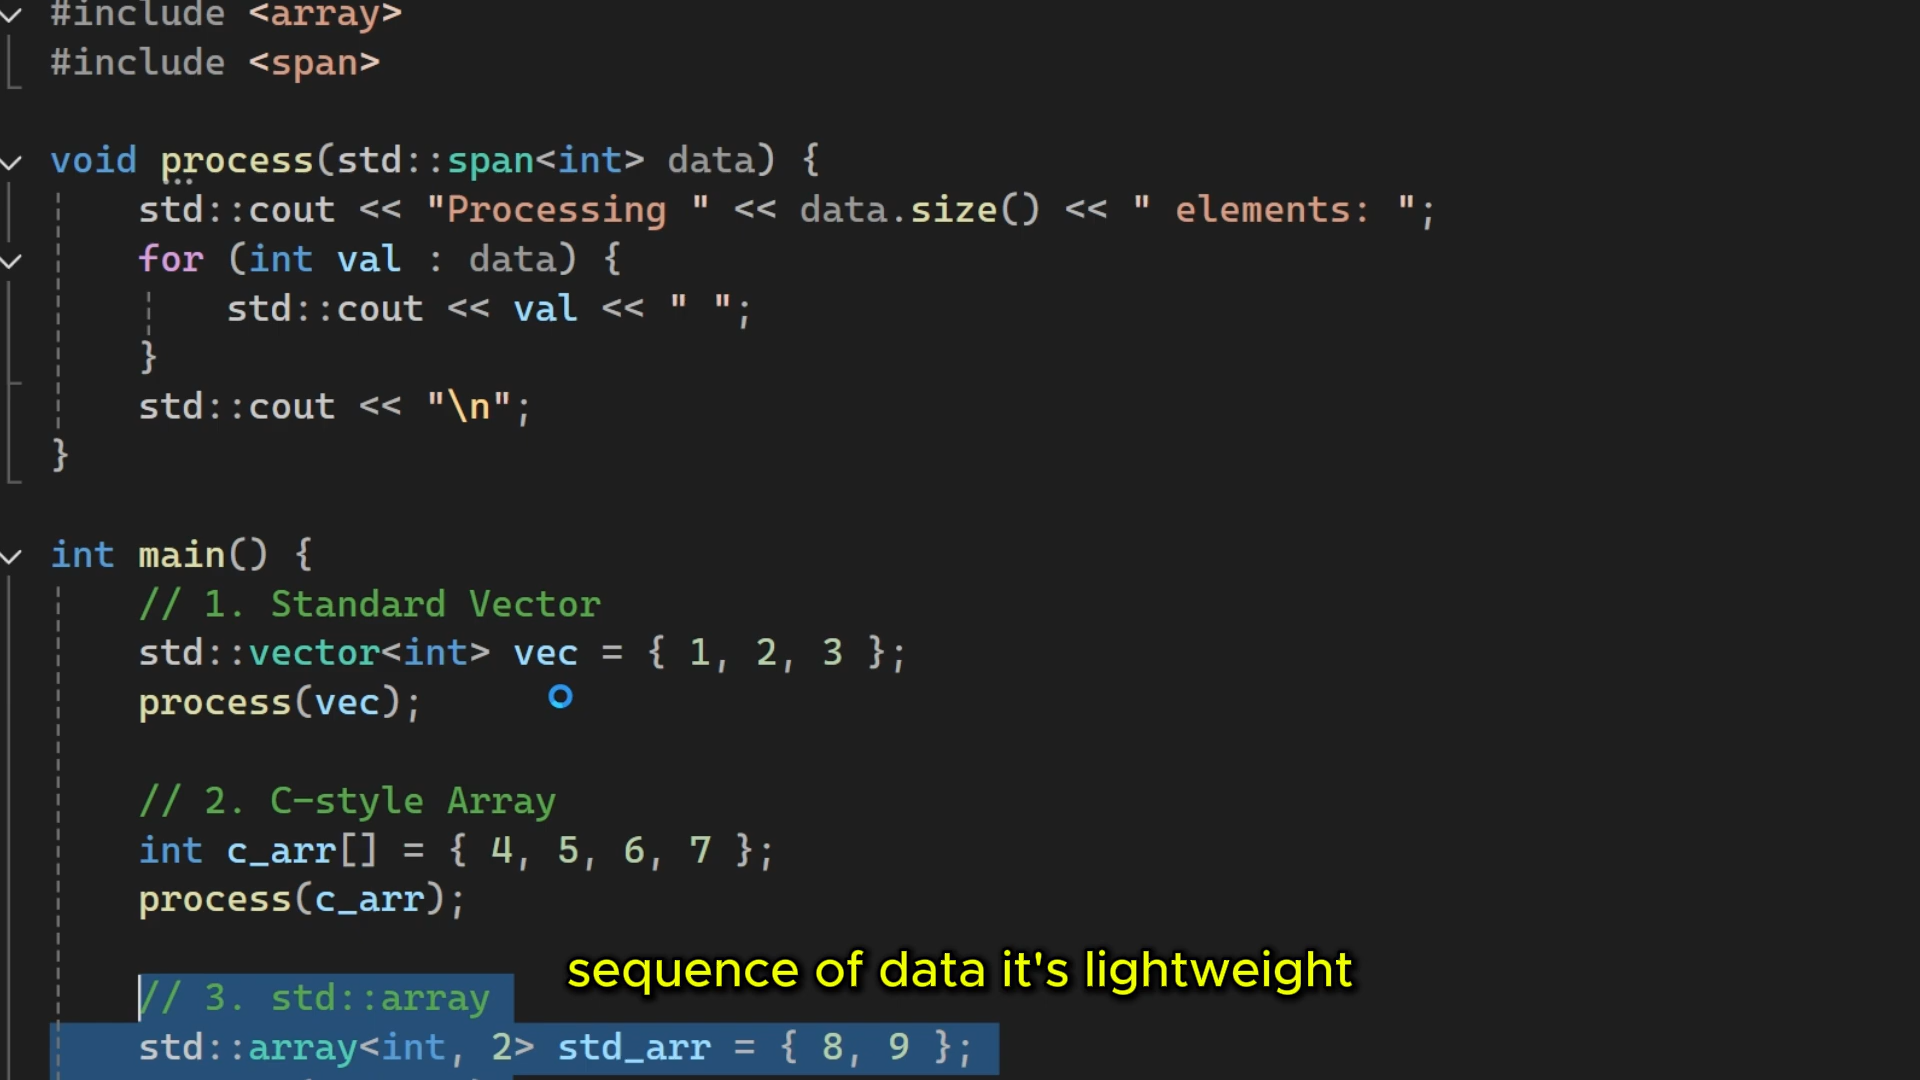 #include <array>
#include <span>
void process(std::span<int> data) {
std::cout << "Processing " << data.size() << " elements: ";
for (int val : data) {
std::cout << val << " ";
}
std::cout << "\n";
}
int main() {
// 1. Standard Vector
std::vector<int> vec = { 1, 2, 3 };
process(vec);
// 2. C-style Array
int c_arr[] = { 4, 5, 6, 7 };
process(c_arr);
sequence of data it's lightweight
// 3. std::array
std::array<int, 2> std_arr = { 8, 9 };